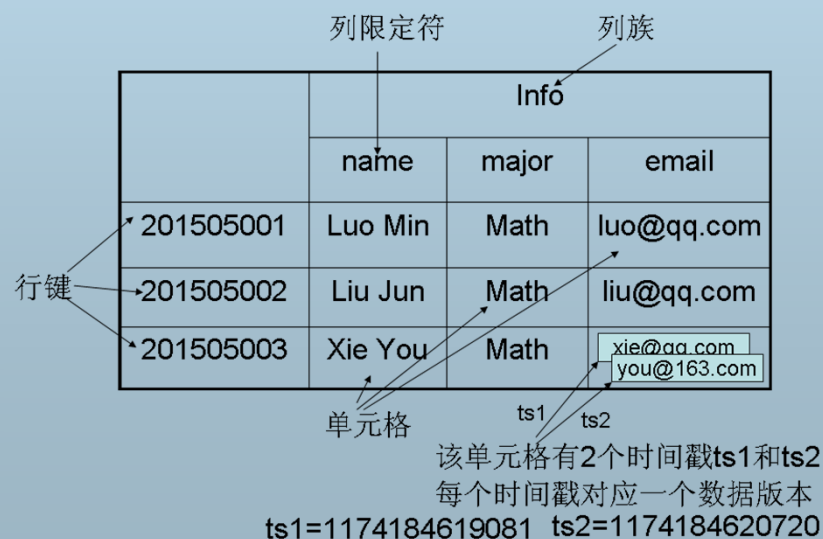 列限定符 列族
Info
name major email
201505001 Luo Min Math luo@qq.com
行键
201505002 Liu Jun Math liu@qq.com
201505003 Xie You Math xie@qq.com
you@163.com
单元格
ts1 ts2
该单元格有2个时间戳ts1和ts2
每个时间戳对应一个数据版本
ts1=1174184619081 ts2=1174184620720